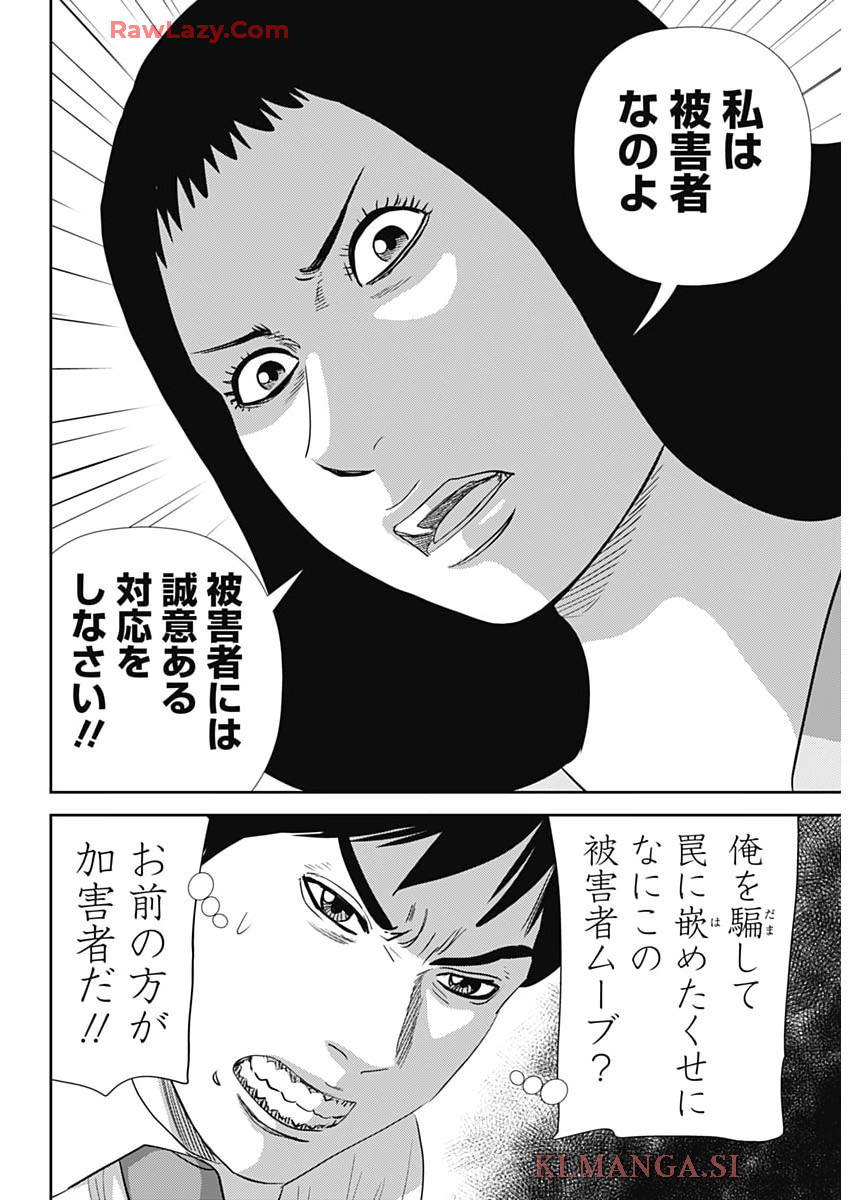 RawLazy.Com
私は
被害者
なのよ
被害者には
誠意ある
対応を
しなさい!!
俺を騙して
だま
罠に嵌めたくせに
は
なにこの
被害者ムーブ?
お前の方が
加害者だ!!
KLMANGA.SI